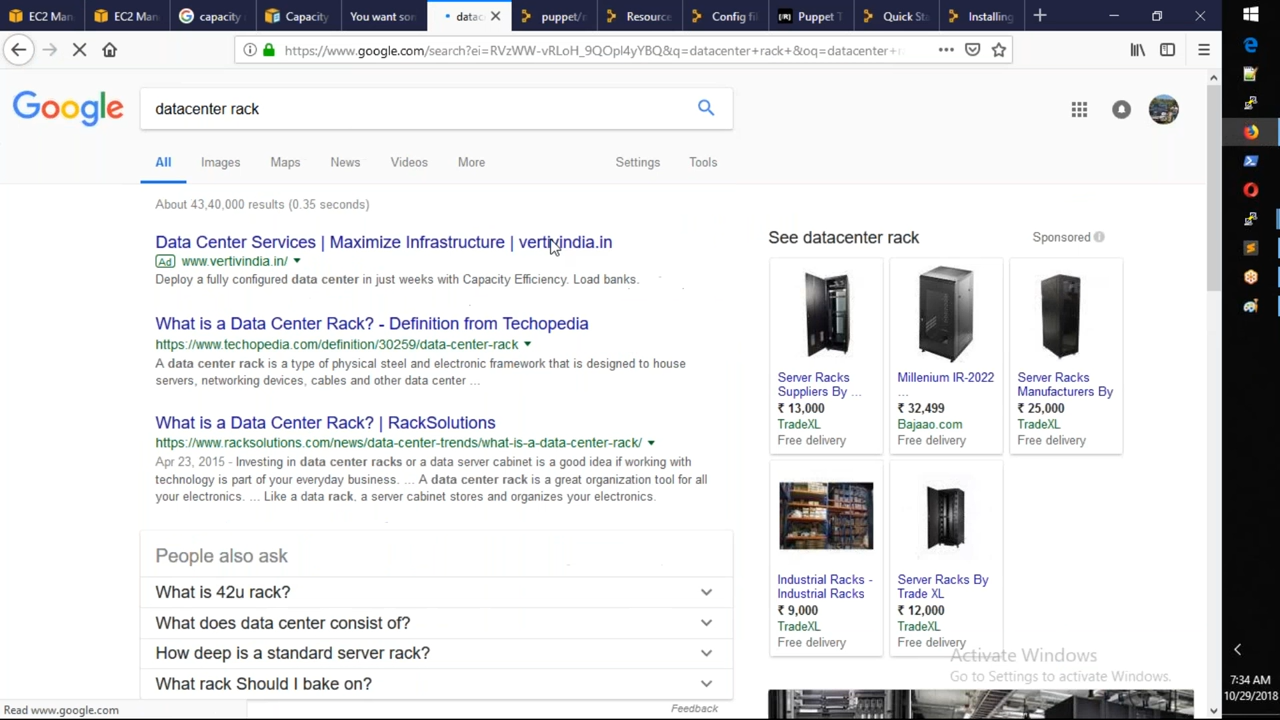 EC2 Man
EC2 Man
capacity
Capacity
You want son
datac
puppet/r
Resource
Config fi
Puppet T
Quick Sta
Installing
https://www.google.com/search?ei=RVzWW-vRLoH_9QOpl4yYBQ&q=datacenter+rack+&oq=datacenter+r
Google
datacenter rack
All Images Maps News Videos More Settings Tools
About 43,40,000 results (0.35 seconds)
Data Center Services | Maximize Infrastructure | vertivindia.in
Ad www.vertivindia.in/
Deploy a fully configured data center in just weeks with Capacity Efficiency. Load banks.
What is a Data Center Rack? - Definition from Techopedia
https://www.techopedia.com/definition/30259/data-center-rack
A data center rack is a type of physical steel and electronic framework that is designed to house
servers, networking devices, cables and other data center ...
What is a Data Center Rack? | RackSolutions
https://www.racksolutions.com/news/data-center-trends/what-is-a-data-center-rack/
Apr 23, 2015 - Investing in data center racks or a data server cabinet is a good idea if working with
technology is part of your everyday business. ... A data center rack is a great organization tool for all
your electronics. ... Like a data rack, a server cabinet stores and organizes your electronics.
People also ask
What is 42u rack?
What does data center consist of?
How deep is a standard server rack?
What rack Should I bake on?
Feedback
See datacenter rack
Sponsored
Server Racks
Suppliers By ...
₹ 13,000
TradeXL
Free delivery
Millenium IR-2022
...
₹ 32,499
Bajaao.com
Free delivery
Server Racks
Manufacturers By
₹ 25,000
TradeXL
Free delivery
Industrial Racks -
Industrial Racks
₹ 9,000
TradeXL
Free delivery
Server Racks By
Trade XL
₹ 12,000
TradeXL
Free delivery
Activate Windows
Go to Settings to activate Windows.
Read www.google.com
7:34 AM
10/29/2018